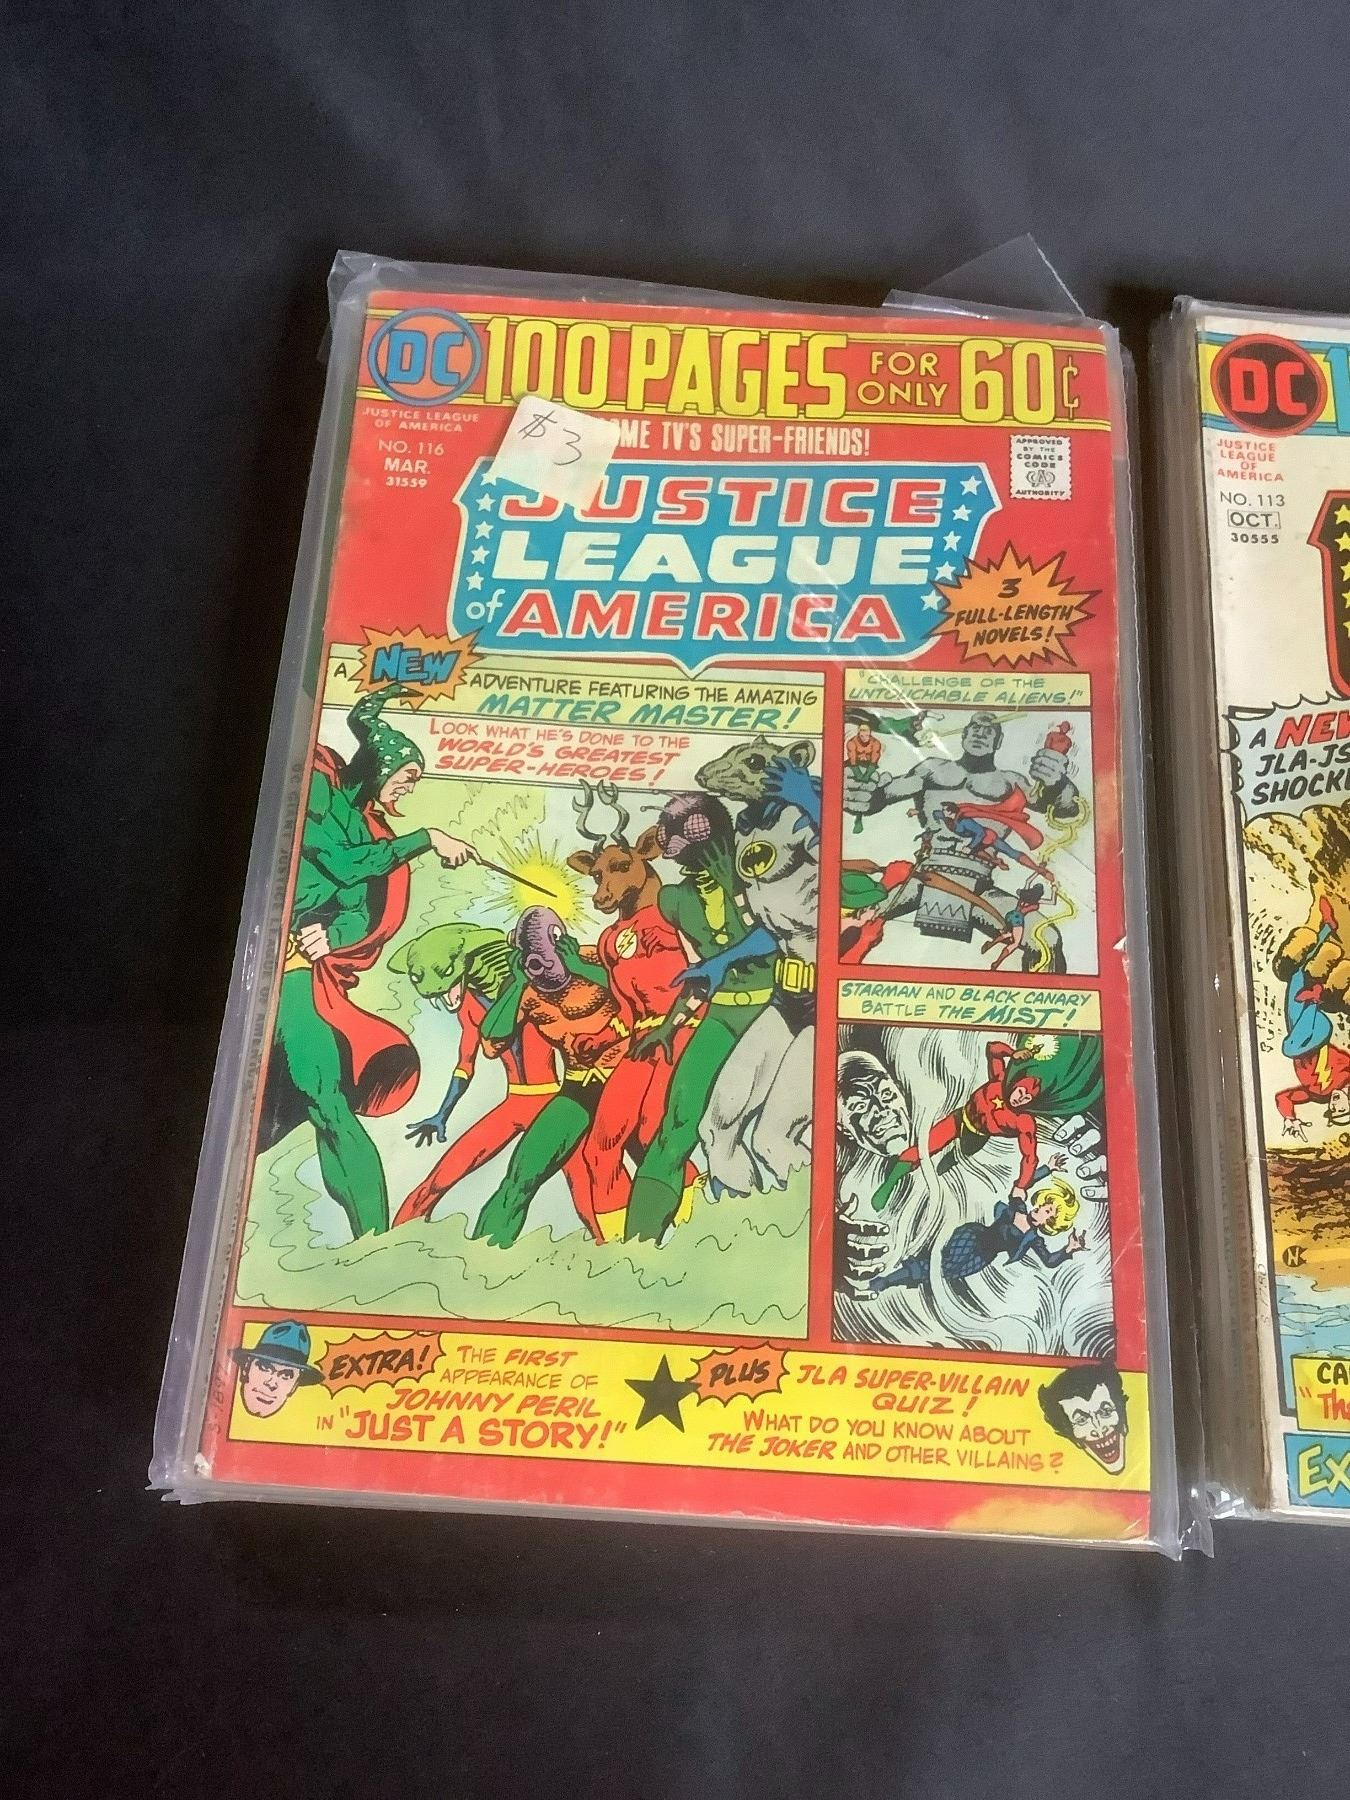 DC 100 PAGES FOR ONLY 60¢
JUSTICE LEAGUE
OF AMERICA
NO. 116
MAR.
31559
$3
TV'S SUPER-FRIENDS!
APPROVED
BY THE
COMICS
CODE
CA
AUTHORITY
JUSTICE
LEAGUE
of AMERICA
3
FULL-LENGTH
NOVELS!
A NEW ADVENTURE FEATURING THE AMAZING
MATTER MASTER!
LOOK WHAT HE'S DONE TO THE
WORLD'S GREATEST
SUPER-HEROES!
"CHALLENGE OF THE
UNTOUCHABLE ALIENS!"
STARMAN AND BLACK CANARY
BATTLE THE MIST!
EXTRA! THE FIRST
APPEARANCE OF
JOHNNY PERIL
IN "JUST A STORY!"
PLUS JLA SUPER-VILLAIN
QUIZ!
WHAT DO YOU KNOW ABOUT
THE JOKER AND OTHER VILLAINS?
DC 1
JUSTICE
LEAGUE
OF
AMERICA
NO. 113
OCT.
30555
A NEW
JLA-JS
SHOCK
N
CA
"Th
EX